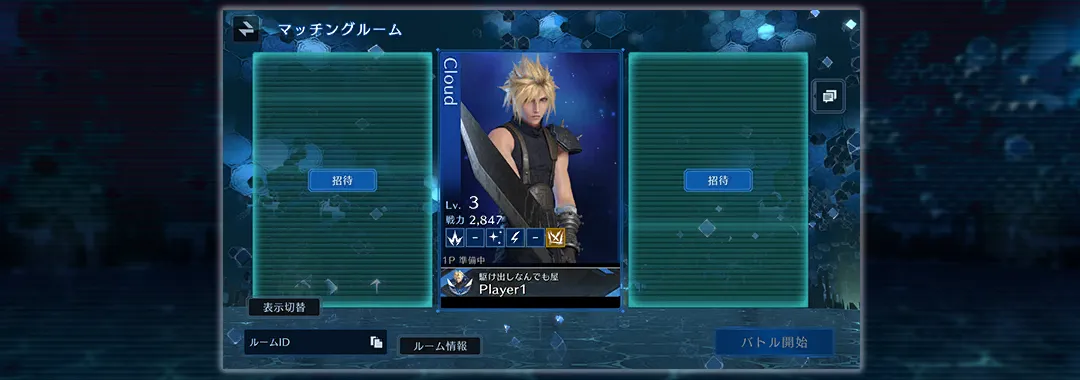 マッチングルーム
Cloud
招待
招待
Lv. 3
戦力 2,847
1P 準備中
駆け出しなんでも屋
Player1
表示切替
ルームID
ルーム情報
バトル開始